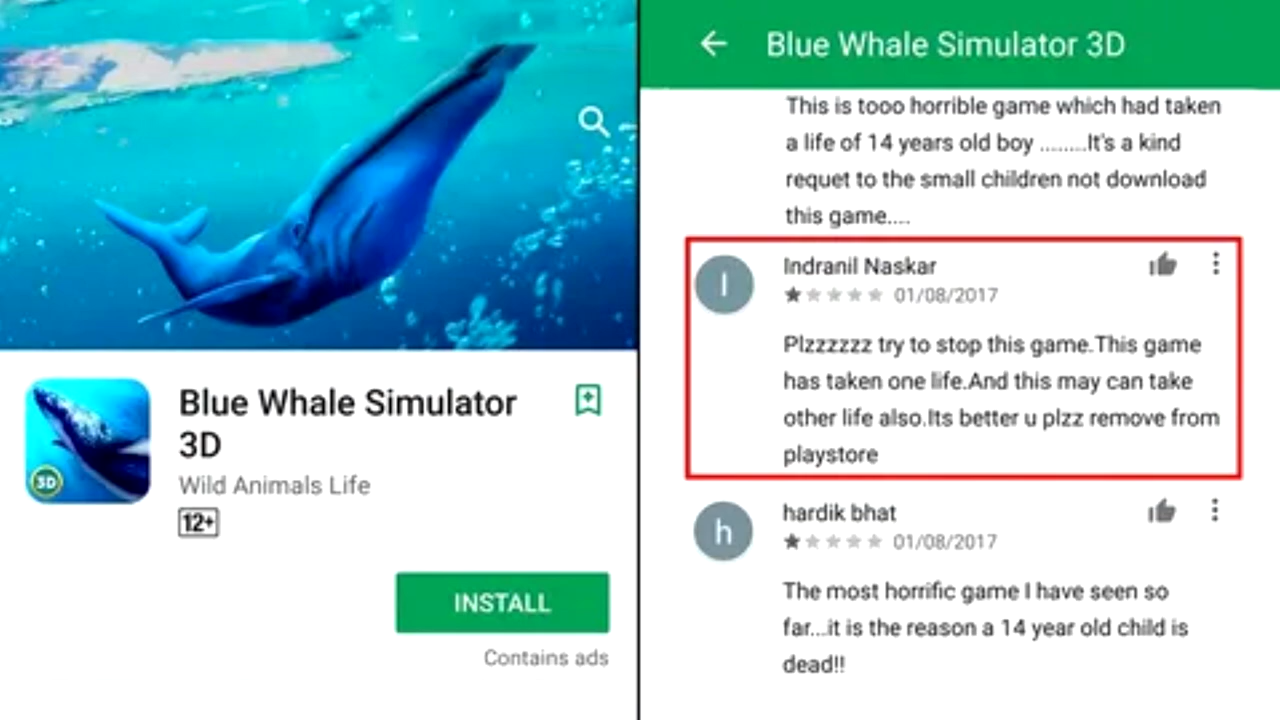 Blue Whale Simulator
3D
Wild Animals Life
12+
3D
INSTALL
Contains ads
Blue Whale Simulator 3D
This is tooo horrible game which had taken
a life of 14 years old boy ........It's a kind
requet to the small children not download
this game....
I
Indranil Naskar
01/08/2017
Plzzzzzz try to stop this game.This game
has taken one life.And this may can take
other life also.Its better u plzz remove from
playstore
h
hardik bhat
01/08/2017
The most horrific game I have seen so
far...it is the reason a 14 year old child is
dead!!